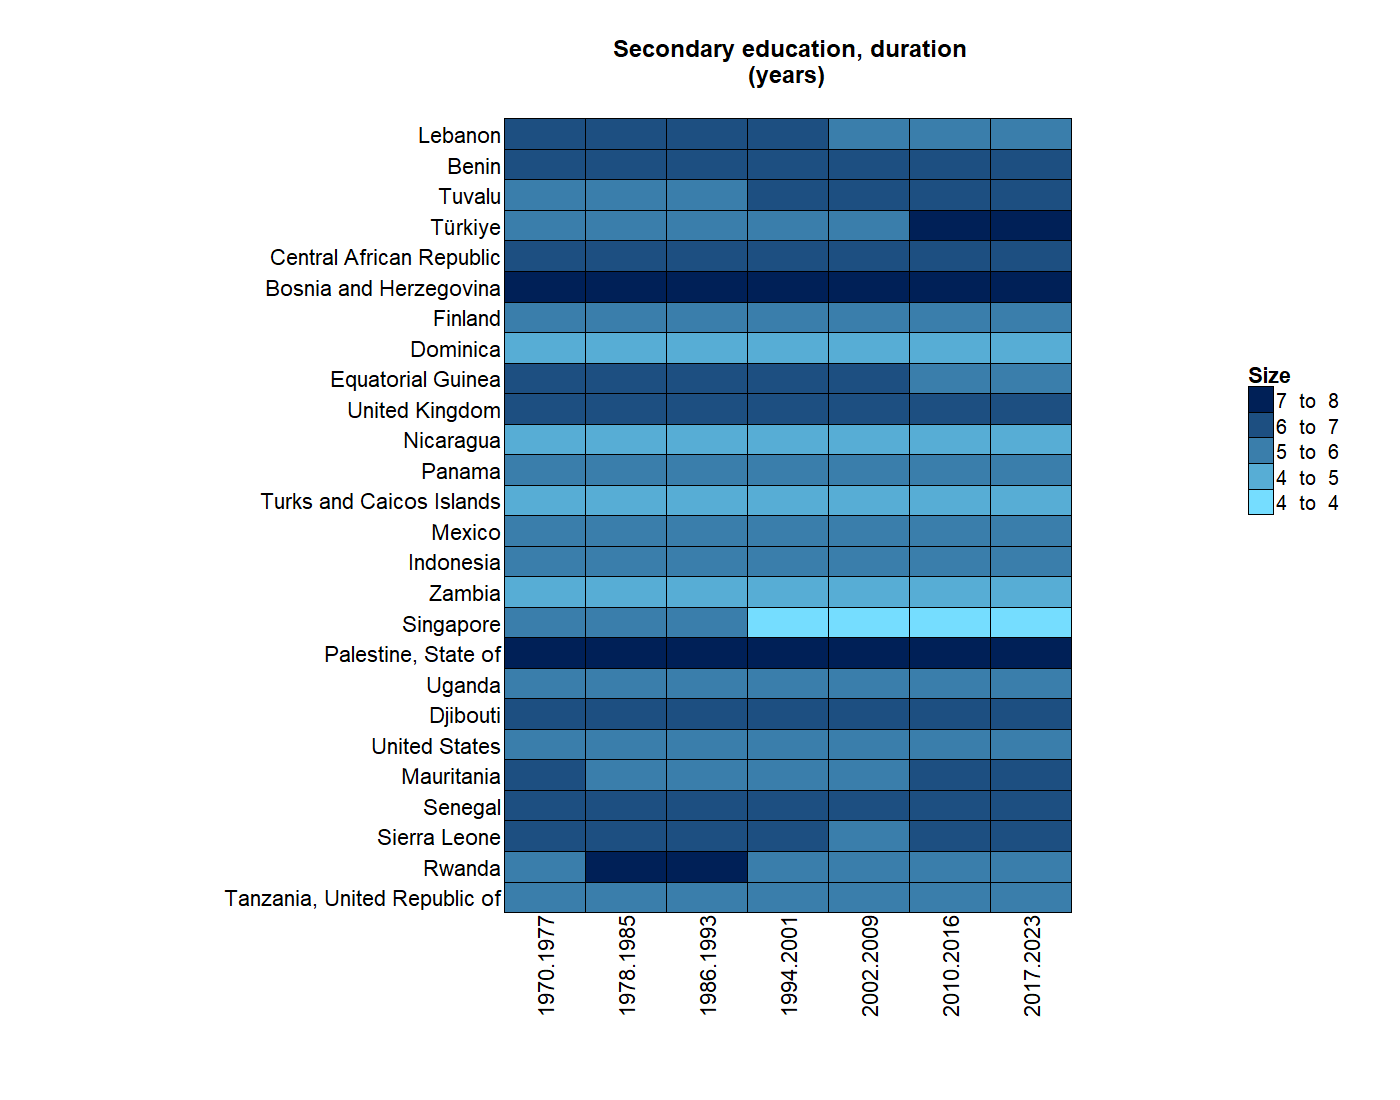 Secondary education, duration
(years)
Lebanon
Benin
Tuvalu
Türkiye
Central African Republic
Bosnia and Herzegovina
Finland
Dominica
Equatorial Guinea
United Kingdom
Nicaragua
Panama
Turks and Caicos Islands
Mexico
Indonesia
Zambia
Singapore
Palestine, State of
Uganda
Djibouti
United States
Mauritania
Senegal
Sierra Leone
Rwanda
Tanzania, United Republic of
1970.1977
1978.1985
1986.1993
1994.2001
2002.2009
2010.2016
2017.2023
Size
7 to 8
6 to 7
5 to 6
4 to 5
4 to 4